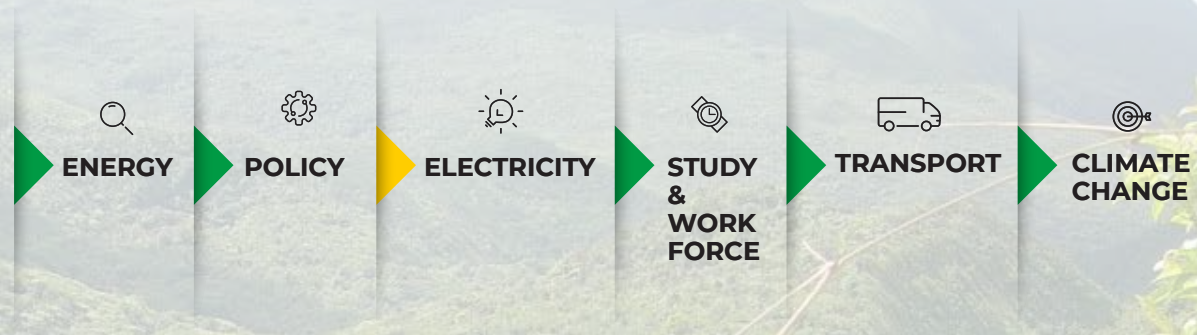 ENERGY
POLICY
ELECTRICITY
STUDY
&
WORK
FORCE
TRANSPORT
CLIMATE
CHANGE